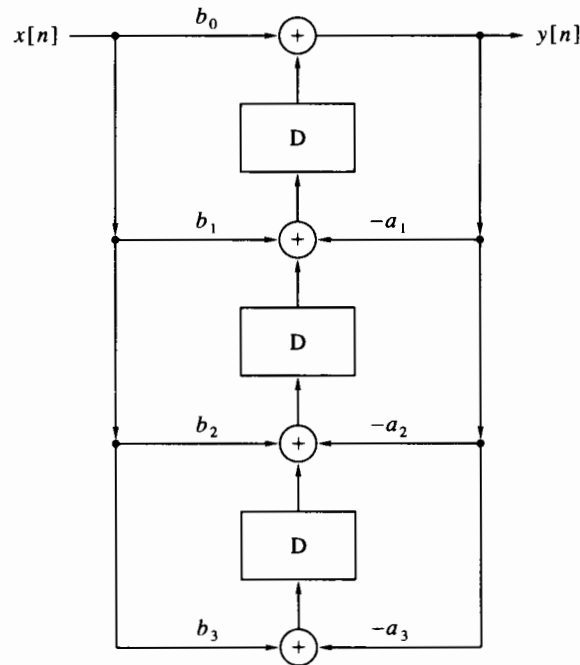 x[n] b₀ + y[n]
D
b₁ + −a₁
D
b₂ + −a₂
D
b₃ + −a₃